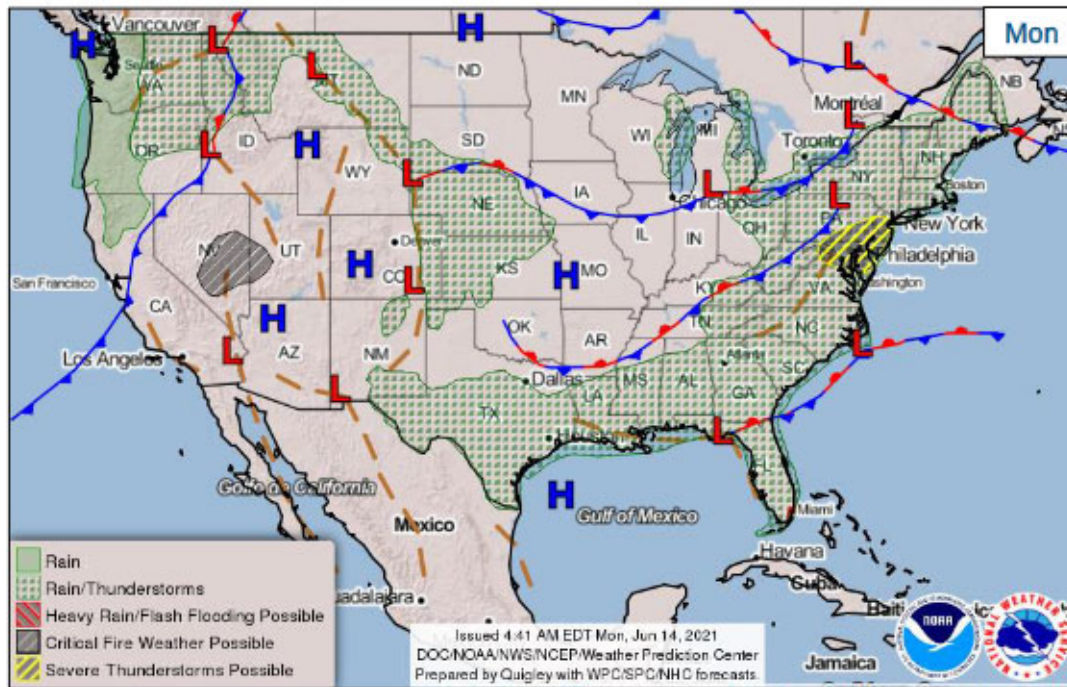 Mon
H
Vancouver
L
H
Seattle
WA
L
MT
ND
MN
L
Montréal
L
NB
OR
L
ID
H
WY
SD
WI
MI
Toronto
NH
L
NE
IA
L
Chicago
NY
Boston
L
PA
New York
NV
UT
Denver
H
CO
L
KS
H
MO
IL
IN
OH
Philadelphia
Washington
KY
VA
San Francisco
CA
H
OK
AR
TN
NC
L
Los Angeles
L
AZ
NM
L
Dallas
MS
AL
Atlanta
GA
SC
LA
TX
Houston
L
FL
Golfo de California
H
Gulf of Mexico
Miami
Mexico
Havana
Cuba
Jamaica
Rain
Rain/Thunderstorms
Heavy Rain/Flash Flooding Possible
Critical Fire Weather Possible
Severe Thunderstorms Possible
Issued 4:41 AM EDT Mon, Jun 14, 2021
DOC/NOAA/NWS/NCEP/Weather Prediction Center
Prepared by Quigley with WPC/SPC/NHC forecasts.
NOAA
NATIONAL WEATHER SERVICE